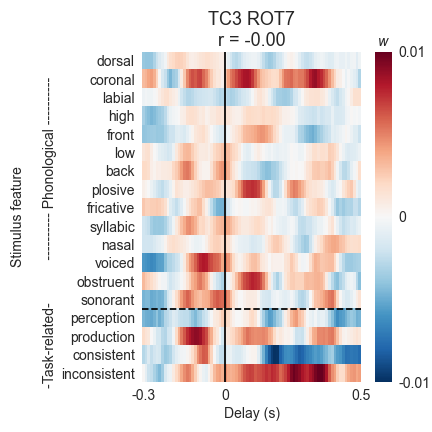 TC3 ROT7
r = -0.00
w
Stimulus feature
---------- Phonological ----------
-Task-related-
dorsal
coronal
labial
high
front
low
back
plosive
fricative
syllabic
nasal
voiced
obstruent
sonorant
perception
production
consistent
inconsistent
0.01
0
-0.01
-0.3 0 0.5
Delay (s)